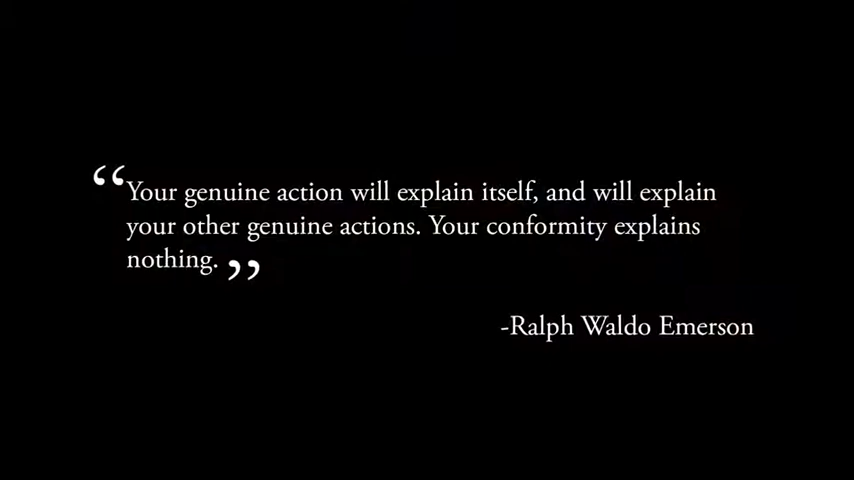 “Your genuine action will explain itself, and will explain
your other genuine actions. Your conformity explains
nothing.”
-Ralph Waldo Emerson